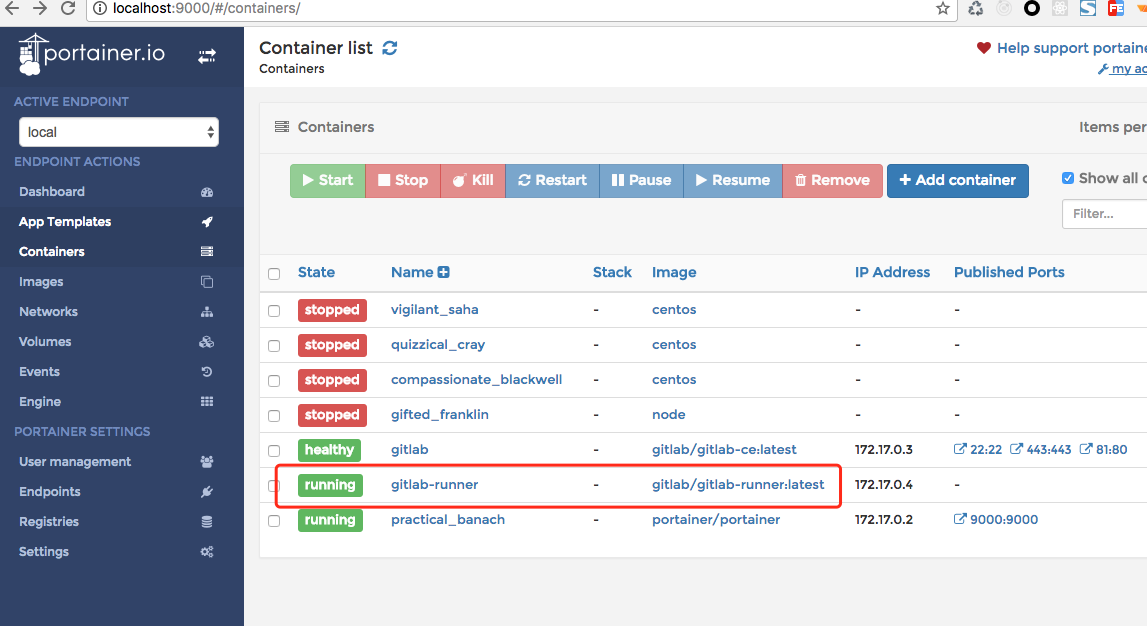 localhost:9000/#/containers/
portainer.io
ACTIVE ENDPOINT
local
ENDPOINT ACTIONS
Dashboard
App Templates
Containers
Images
Networks
Volumes
Events
Engine
PORTAINER SETTINGS
User management
Endpoints
Registries
Settings
Container list
Containers
Help support portaine
my ac
Containers
Items per
Start Stop Kill Restart Pause Resume Remove Add container
Show all c
Filter...
State Name Stack Image IP Address Published Ports
stopped vigilant_saha - centos - -
stopped quizzical_cray - centos - -
stopped compassionate_blackwell - centos - -
stopped gifted_franklin - node - -
healthy gitlab - gitlab/gitlab-ce:latest 172.17.0.3 22:22 443:443 81:80
running gitlab-runner - gitlab/gitlab-runner:latest 172.17.0.4 -
running practical_banach - portainer/portainer 172.17.0.2 9000:9000